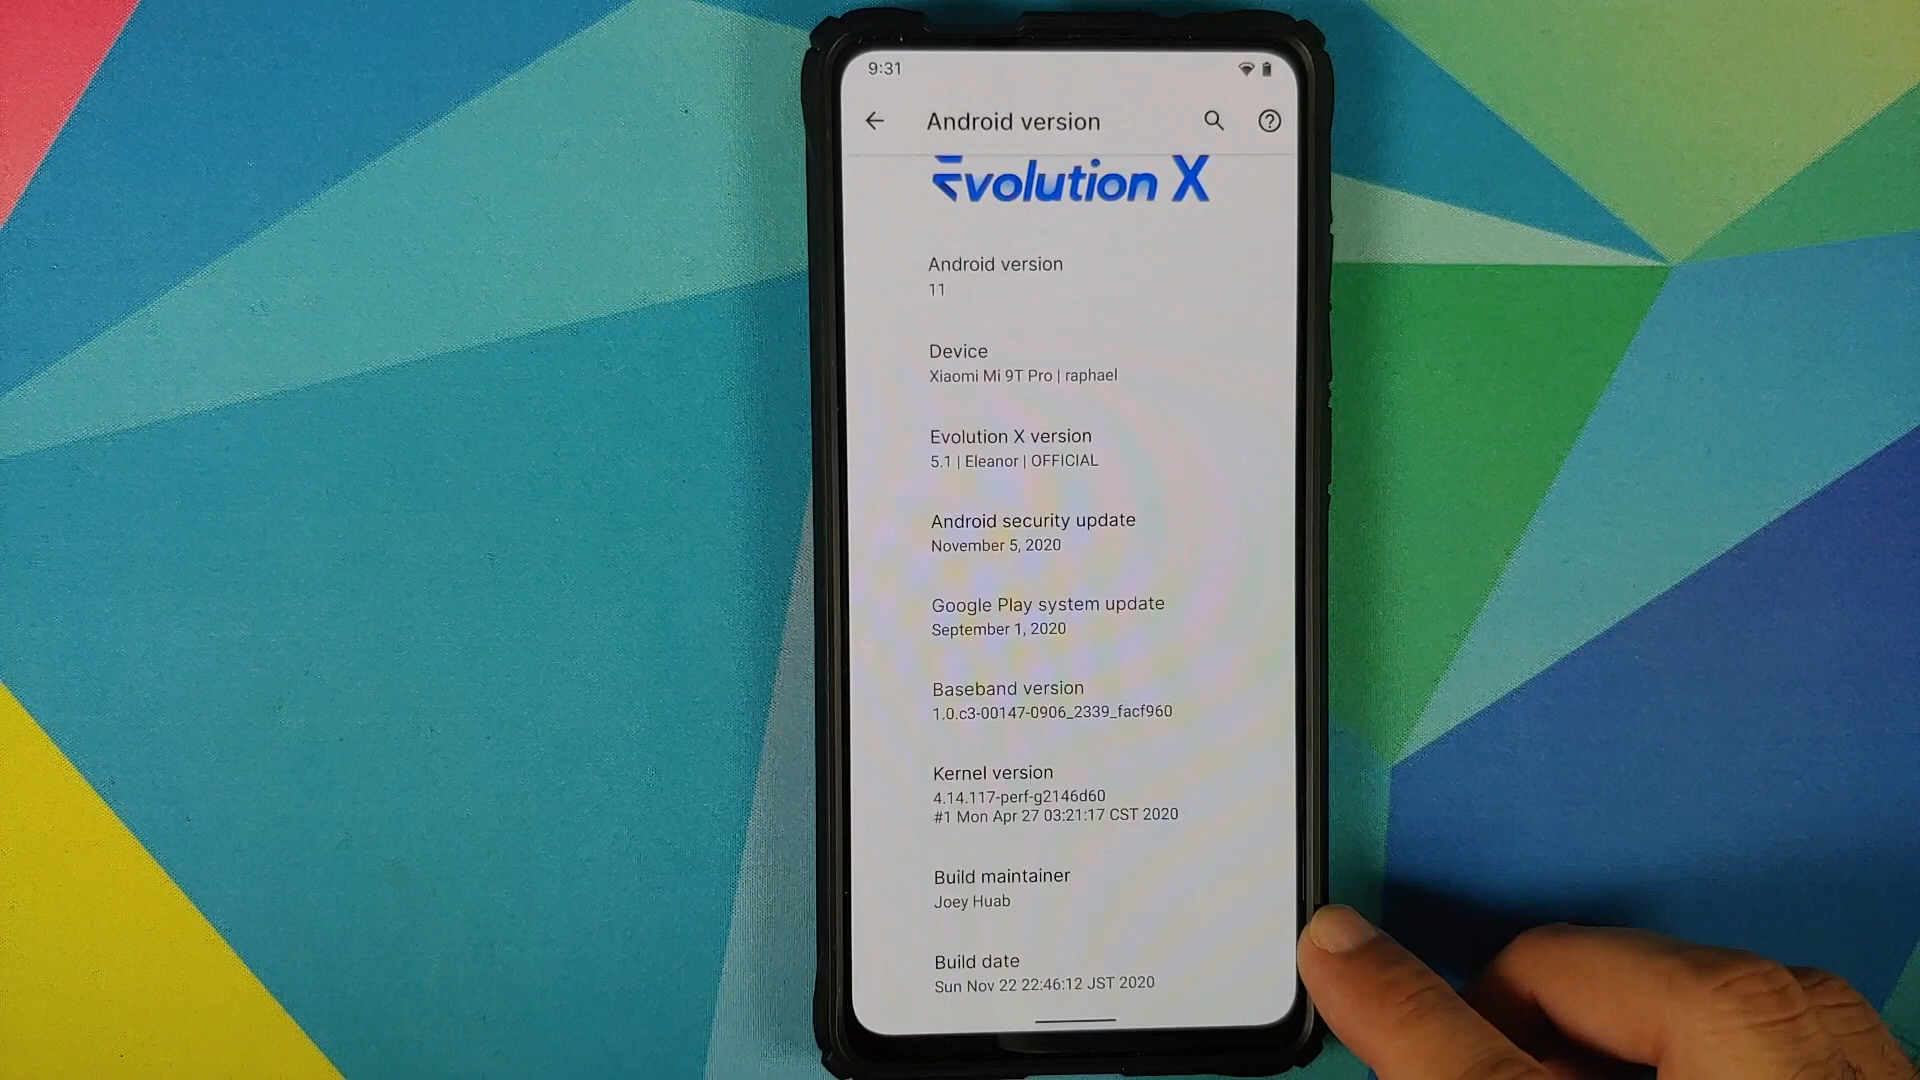 9:31
Android version
Evolution X
Android version
11
Device
Xiaomi Mi 9T Pro | raphael
Evolution X version
5.1 | Eleanor | OFFICIAL
Android security update
November 5, 2020
Google Play system update
September 1, 2020
Baseband version
1.0.c3-00147-0906_2339_facf960
Kernel version
4.14.117-perf-g2146d60
#1 Mon Apr 27 03:21:17 CST 2020
Build maintainer
Joey Huab
Build date
Sun Nov 22 22:46:12 JST 2020